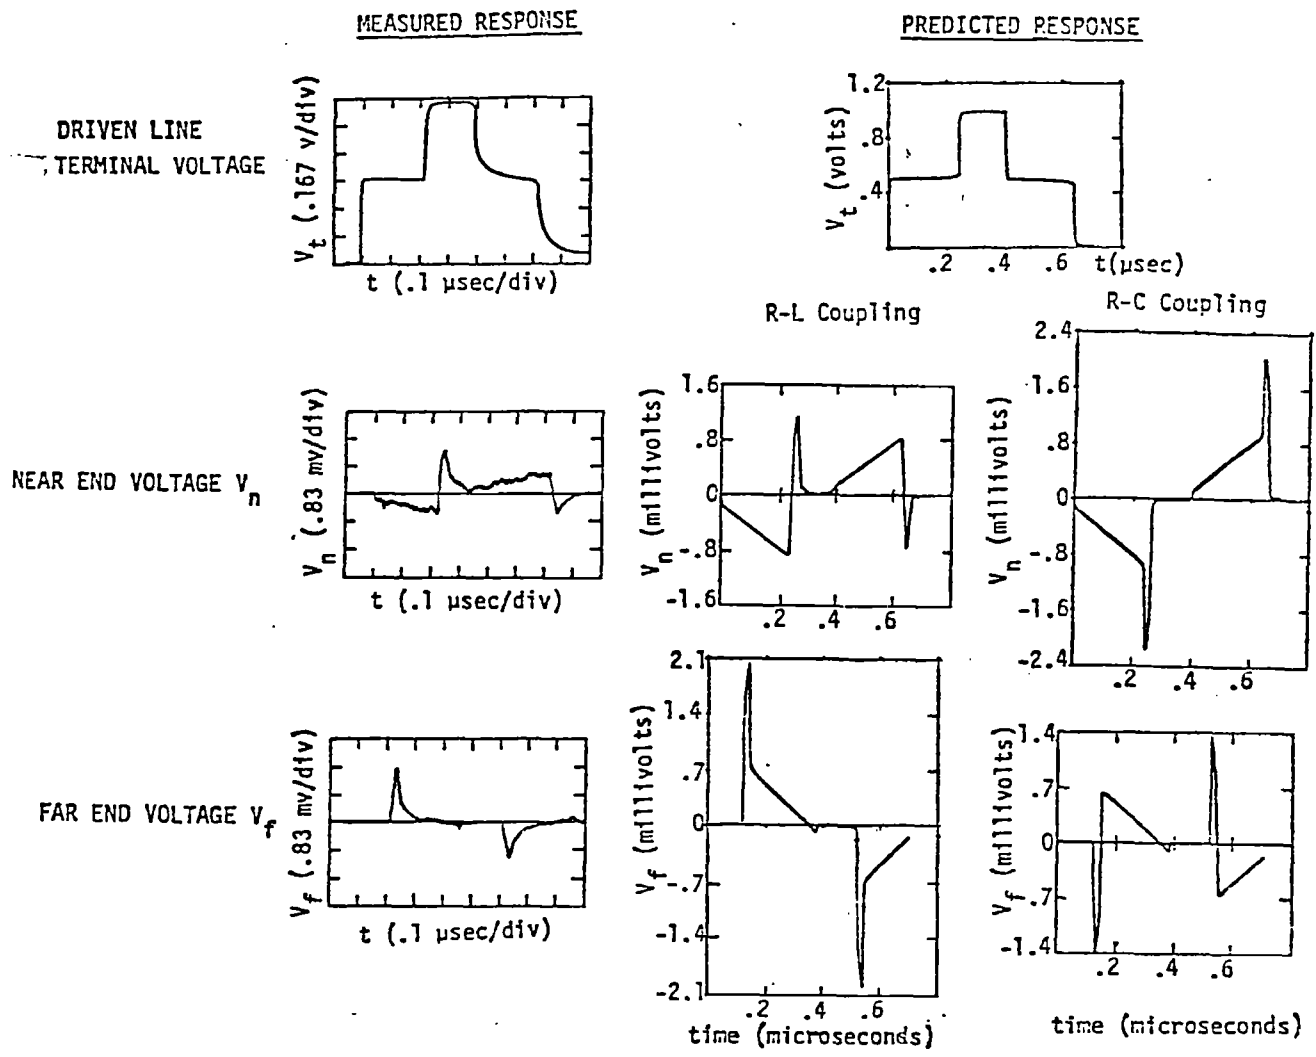 MEASURED RESPONSE
PREDICTED RESPONSE
DRIVEN LINE
TERMINAL VOLTAGE
V_t (.167 v/div)
t (.1 μsec/div)
V_t (volts)
1.2
.8
.4
.2 .4 .6 t(μsec)
R-L Coupling
R-C Coupling
NEAR END VOLTAGE V_n
V_n (.83 mv/div)
t (.1 μsec/div)
V_n (millivolts)
1.6
.8
0
-.8
-1.6
.2 .4 .6
V_n (millivolts)
2.4
1.6
.8
0
-.8
-1.6
-2.4
.2 .4 .6
FAR END VOLTAGE V_f
V_f (.83 mv/div)
t (.1 μsec/div)
V_f (millivolts)
2.1
1.4
.7
0
-.7
-1.4
-2.1
.2 .4 .6
time (microseconds)
V_f (millivolts)
1.4
.7
0
-.7
-1.4
.2 .4 .6
time (microseconds)